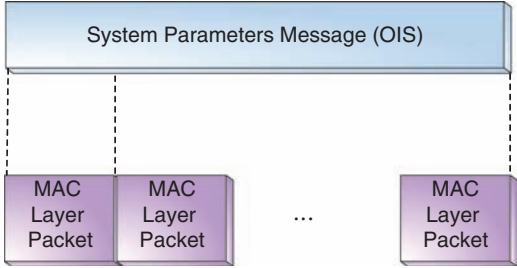 System Parameters Message (OIS)
MAC
Layer
Packet
MAC
Layer
Packet
...
MAC
Layer
Packet